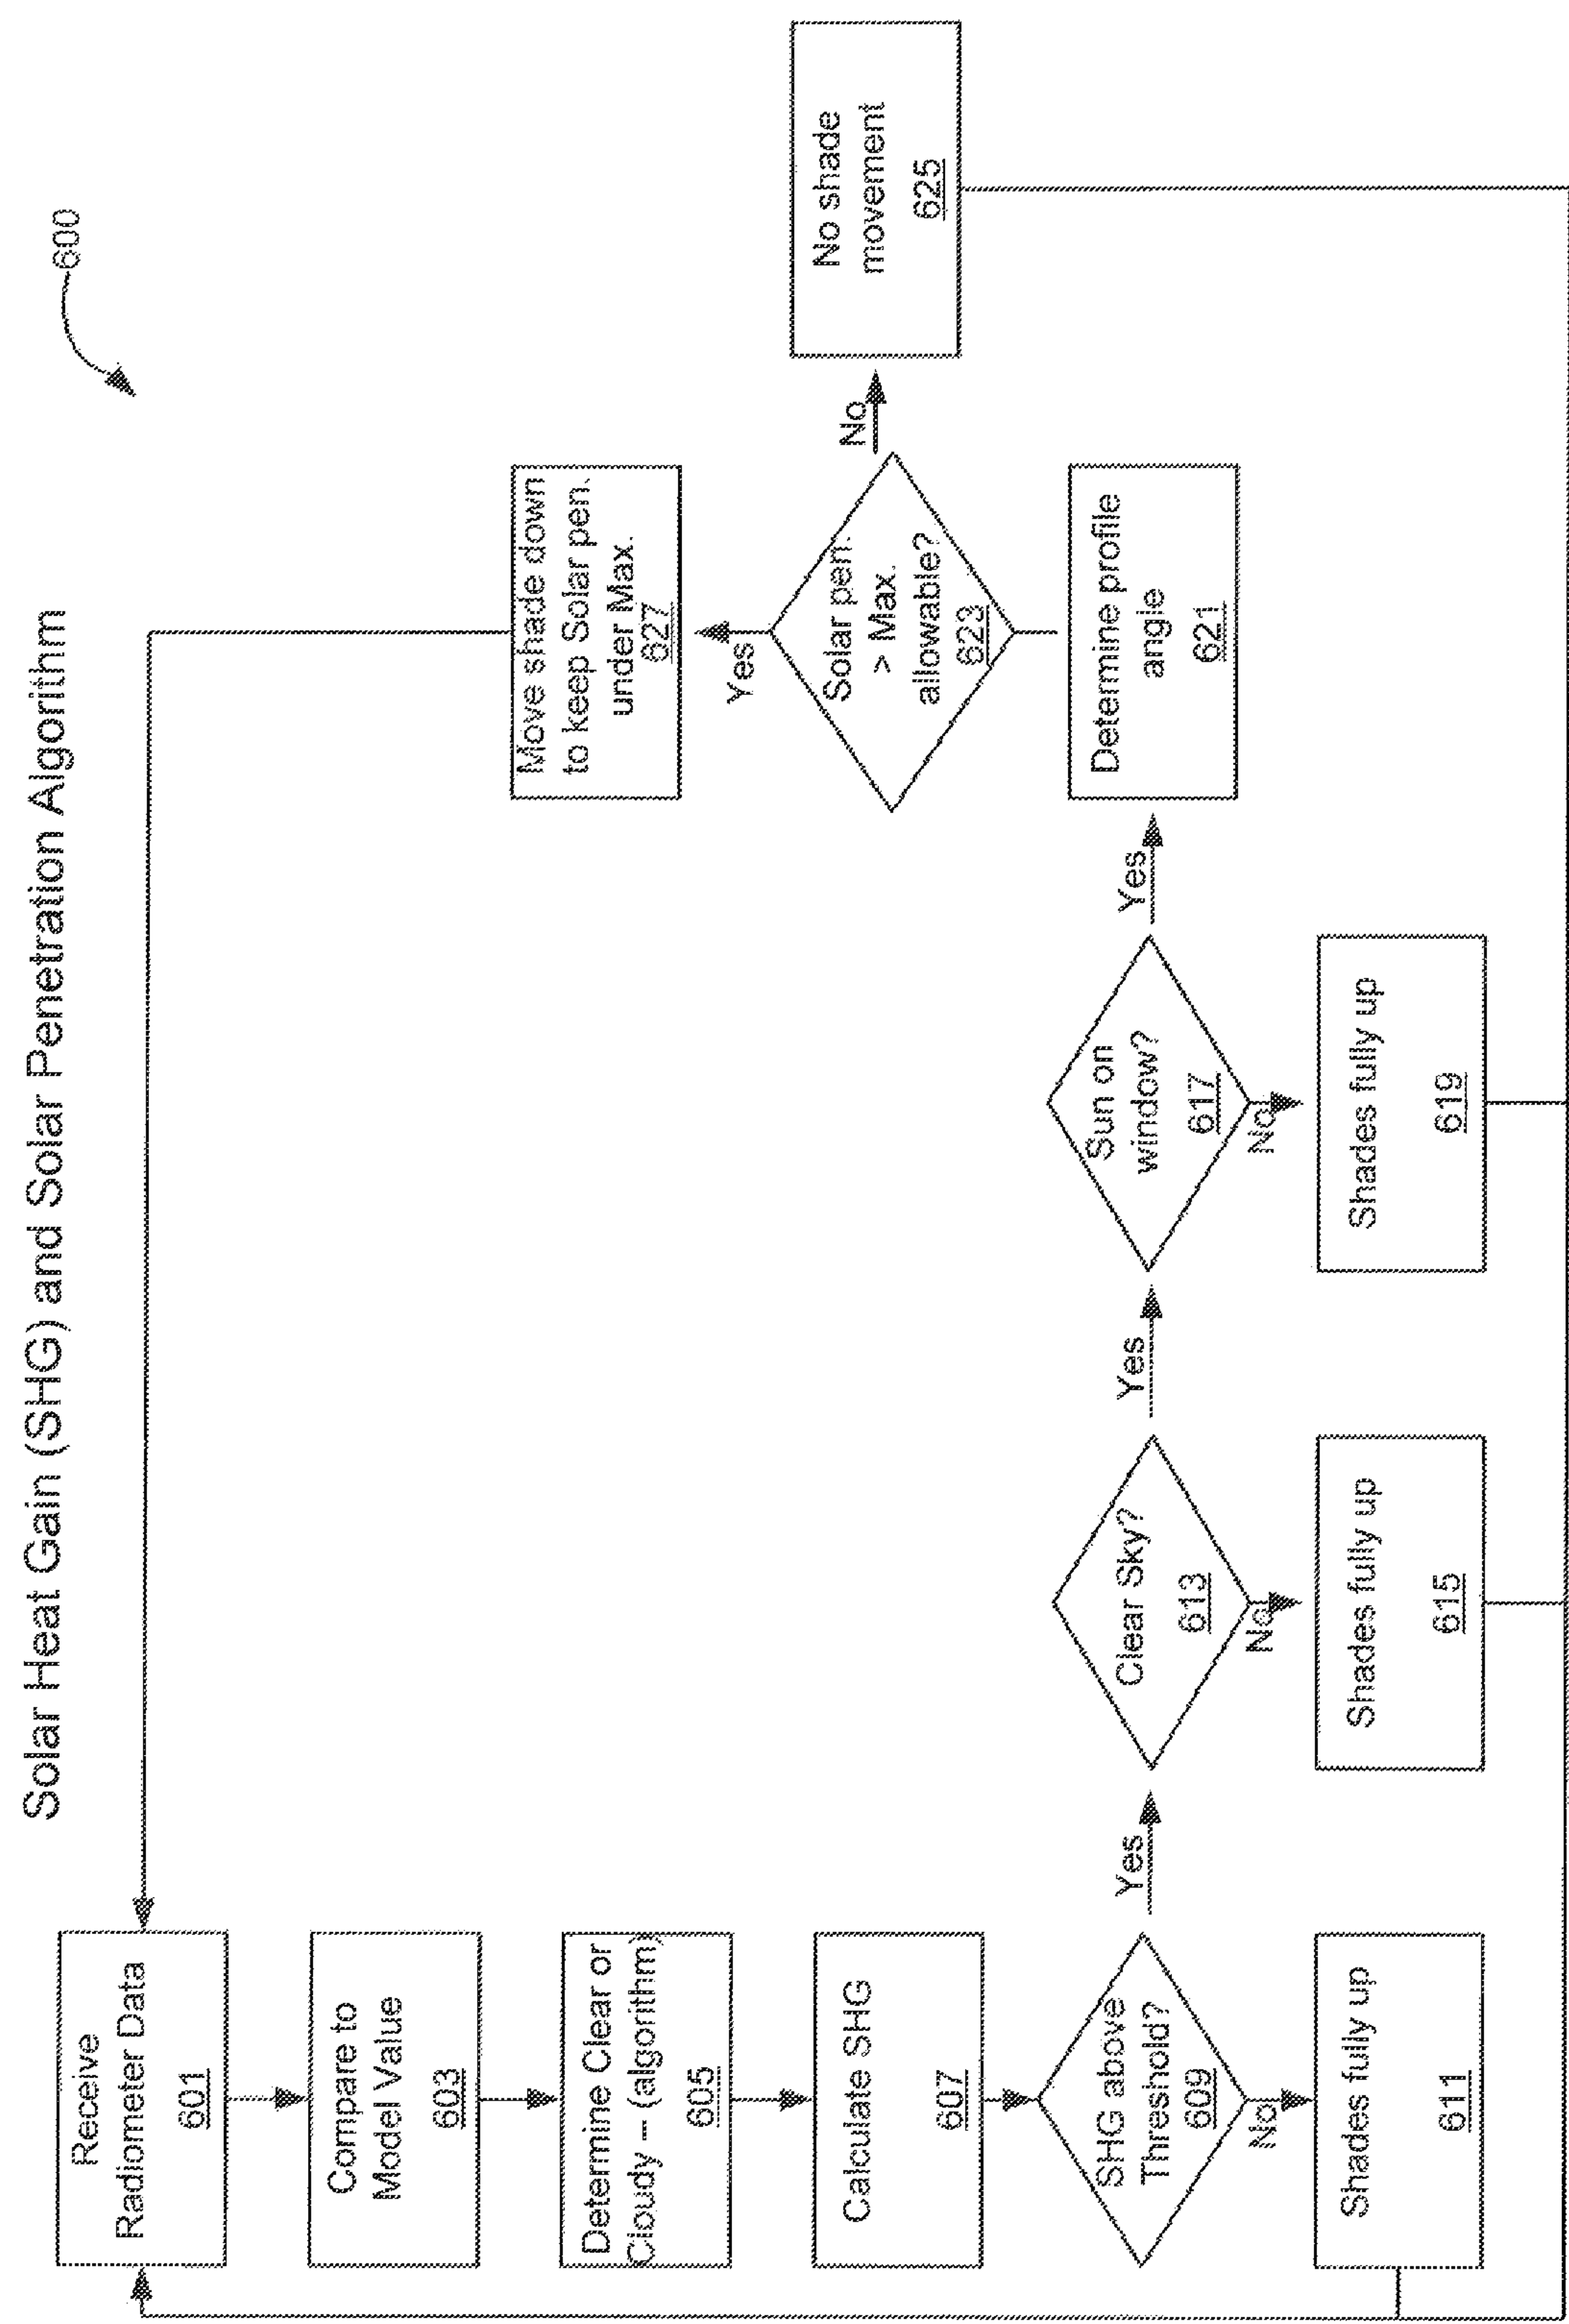 Solar Heat Gain (SHG) and Solar Penetration Algorithm
600
Receive
Radiometer Data
601
Compare to
Model Value
603
Determine Clear or
Cloudy – (algorithm)
605
Calculate SHG
607
SHG above
Threshold?
609
No
Shades fully up
611
Yes
Clear Sky?
613
No
Shades fully up
615
Yes
Sun on
window?
617
No
Shades fully up
619
Yes
Determine profile
angle
621
Solar pen.
> Max.
allowable?
623
Yes
Move shade down
to keep Solar pen.
under Max.
627
No
No shade
movement
625